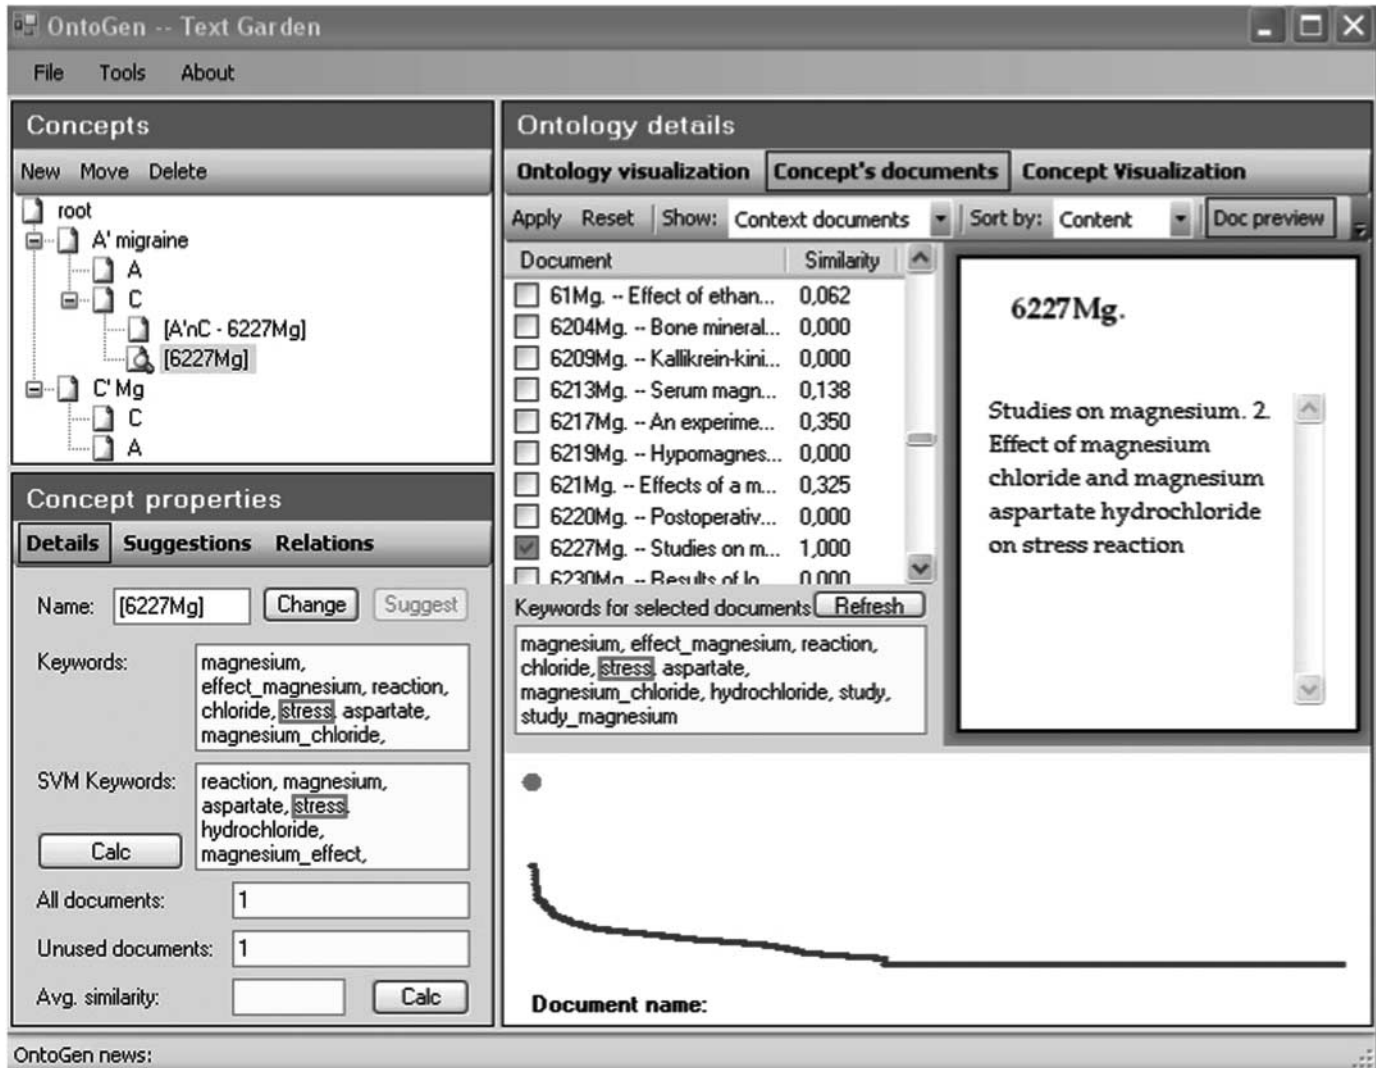 OntoGen -- Text Garden
File Tools About
Concepts
New Move Delete
root
A' migraine
A
C
[A'nC - 6227Mg]
[6227Mg]
C' Mg
C
A
Concept properties
Details Suggestions Relations
Name: [6227Mg] Change Suggest
Keywords: magnesium,
effect_magnesium, reaction,
chloride, stress, aspartate,
magnesium_chloride,
SVM Keywords: reaction, magnesium,
aspartate, stress,
hydrochloride,
magnesium_effect,
Calc
All documents: 1
Unused documents: 1
Avg. similarity: Calc
Ontology details
Ontology visualization Concept's documents Concept Visualization
Apply Reset Show: Context documents Sort by: Content Doc preview
Document Similarity
61Mg. -- Effect of ethan... 0,062
6204Mg. -- Bone mineral... 0,000
6209Mg. -- Kallikrein-kini... 0,000
6213Mg. -- Serum magn... 0,138
6217Mg. -- An experime... 0,350
6219Mg. -- Hypomagnes... 0,000
621Mg. -- Effects of a m... 0,325
6220Mg. -- Postoperativ... 0,000
6227Mg. -- Studies on m... 1,000
6230Mg. -- Results of lo... 0,000
Keywords for selected documents Refresh
magnesium, effect_magnesium, reaction,
chloride, stress, aspartate,
magnesium_chloride, hydrochloride, study,
study_magnesium
6227Mg.
Studies on magnesium. 2.
Effect of magnesium
chloride and magnesium
aspartate hydrochloride
on stress reaction
Document name:
OntoGen news: